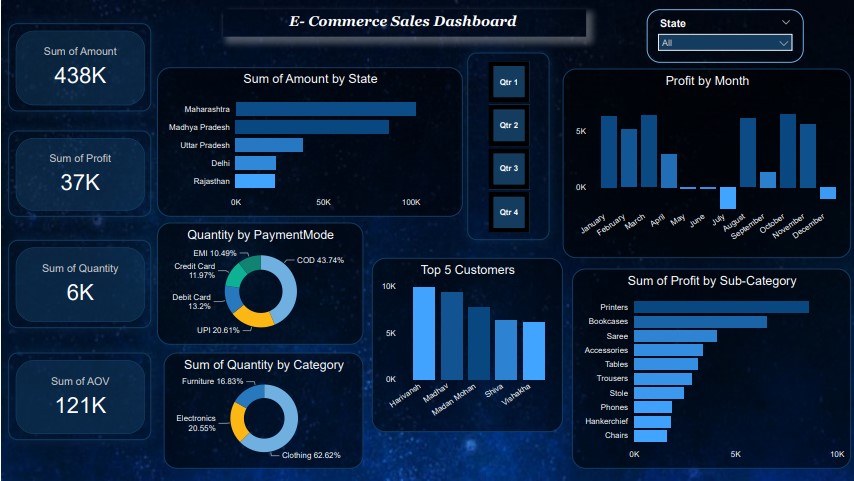 E- Commerce Sales Dashboard
State
All
Sum of Amount
438K
Sum of Profit
37K
Sum of Quantity
6K
Sum of AOV
121K
Sum of Amount by State
Maharashtra
Madhya Pradesh
Uttar Pradesh
Delhi
Rajasthan
0K 50K 100K
Qtr 1
Qtr 2
Qtr 3
Qtr 4
Profit by Month
5K
0K
January February March April May June July August September October November December
Quantity by PaymentMode
EMI 10.49%
COD 43.74%
Credit Card
11.97%
Debit Card
13.2%
UPI 20.61%
Sum of Quantity by Category
Furniture 16.83%
Electronics
20.55%
Clothing 62.62%
Top 5 Customers
10K
5K
0K
Harivansh Madhav Madan Mohan Shiva Vishakha
Sum of Profit by Sub-Category
Printers
Bookcases
Saree
Accessories
Tables
Trousers
Stole
Phones
Hankerchief
Chairs
0K 5K 10K